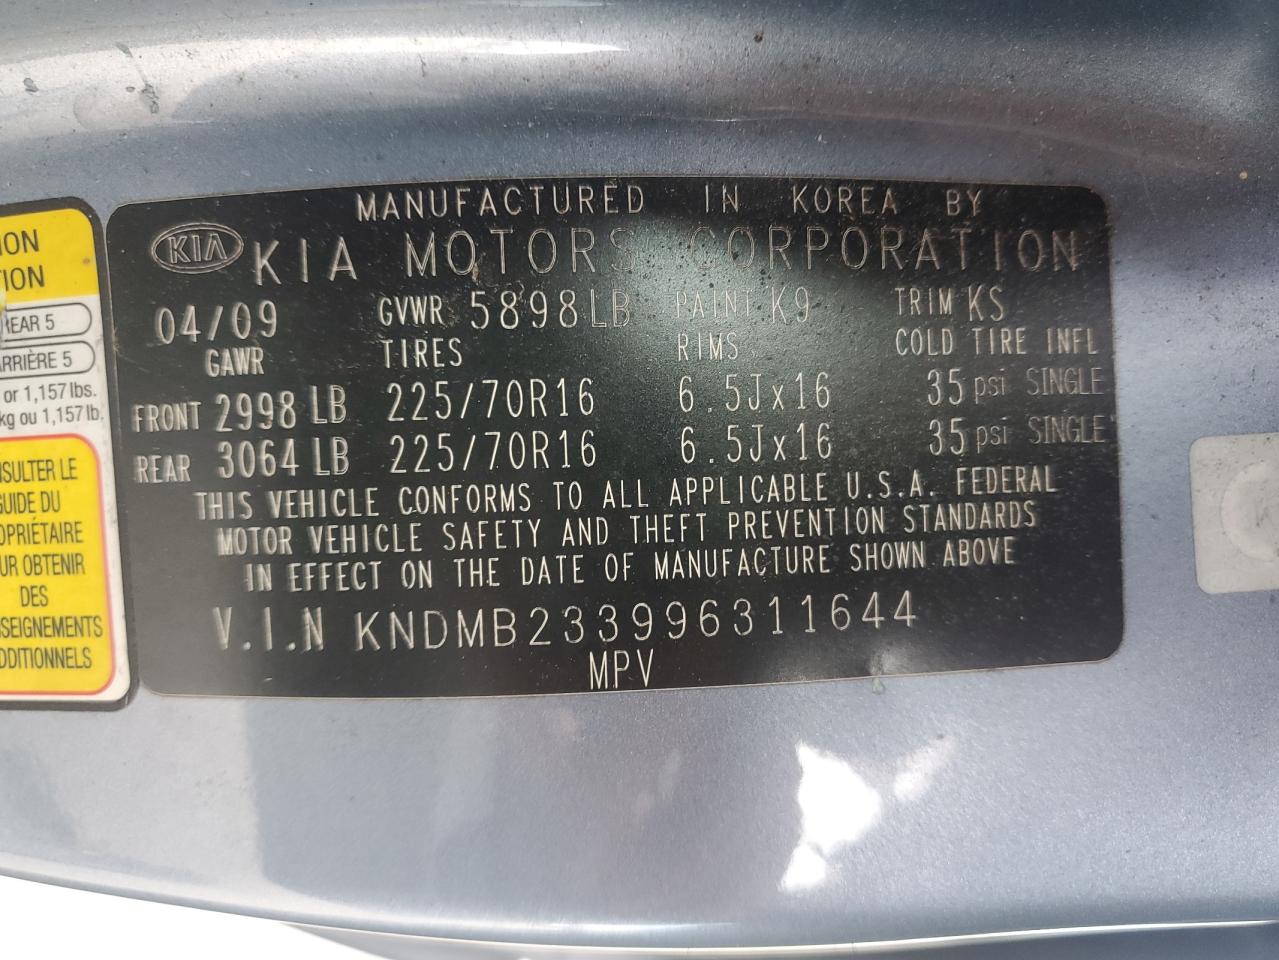 MANUFACTURED IN KOREA BY
KIA KIA MOTORS CORPORATION
04/09 GVWR 5898LB PAINT K9 TRIM KS
GAWR TIRES RIMS COLD TIRE INFL
FRONT 2998 LB 225/70R16 6.5Jx16 35 psi SINGLE
REAR 3064 LB 225/70R16 6.5Jx16 35 psi SINGLE
THIS VEHICLE CONFORMS TO ALL APPLICABLE U.S.A. FEDERAL
MOTOR VEHICLE SAFETY AND THEFT PREVENTION STANDARDS
IN EFFECT ON THE DATE OF MANUFACTURE SHOWN ABOVE
V.I.N KNDMB233996311644
MPV
ION
TION
EAR 5
RRIÈRE 5
or 1,157 lbs.
kg ou 1,157 lb.
NSULTER LE
GUIDE DU
OPRIÉTAIRE
UR OBTENIR
DES
SEIGNEMENTS
DDITIONNELS